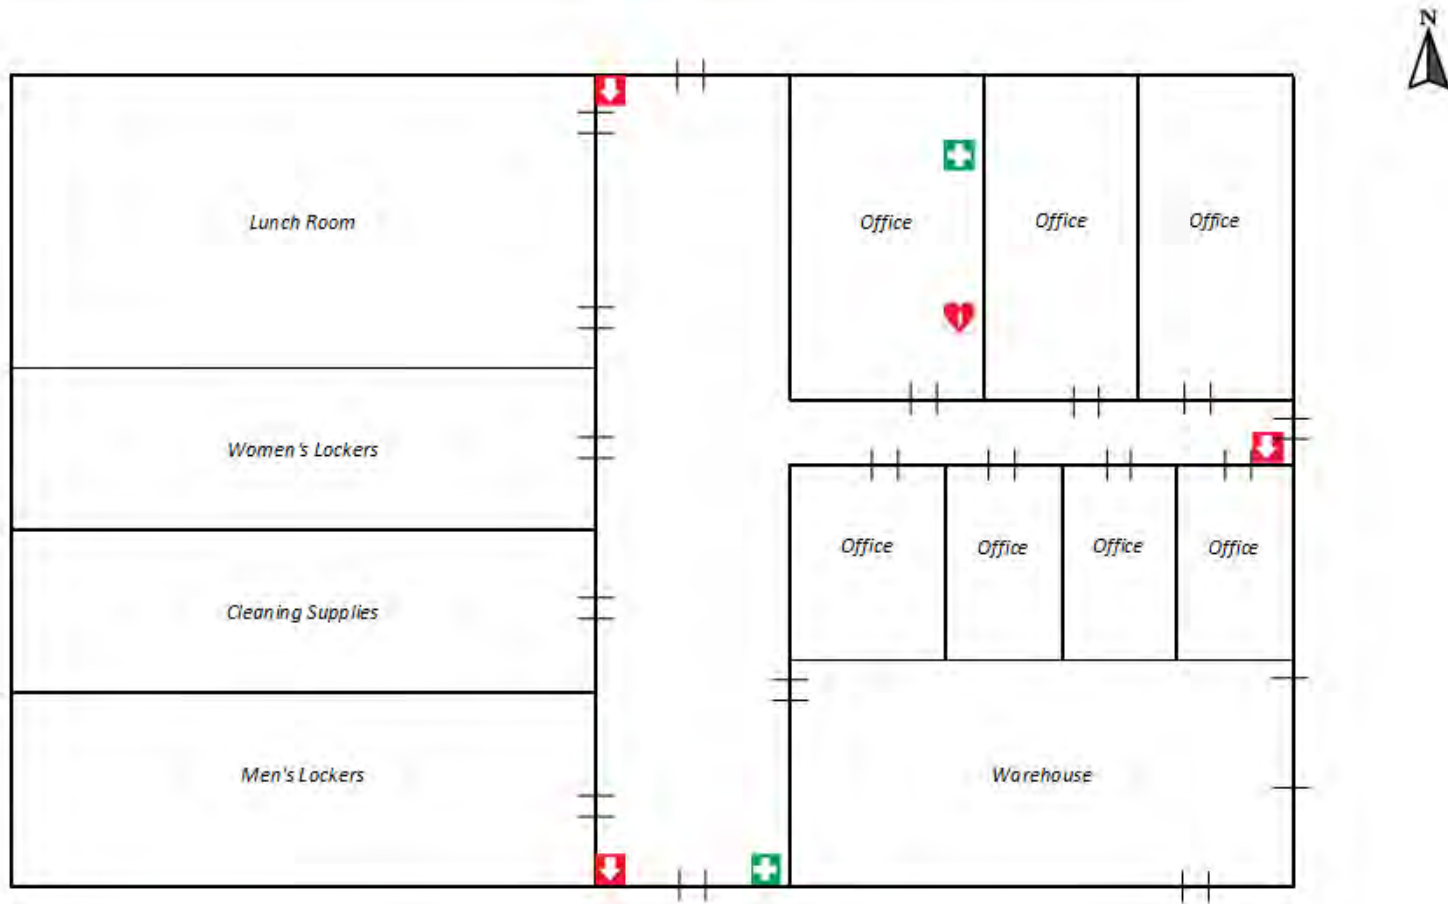 N
Lunch Room
Office
Office
Office
Women's Lockers
Office
Office
Office
Office
Cleaning Supplies
Men's Lockers
Warehouse